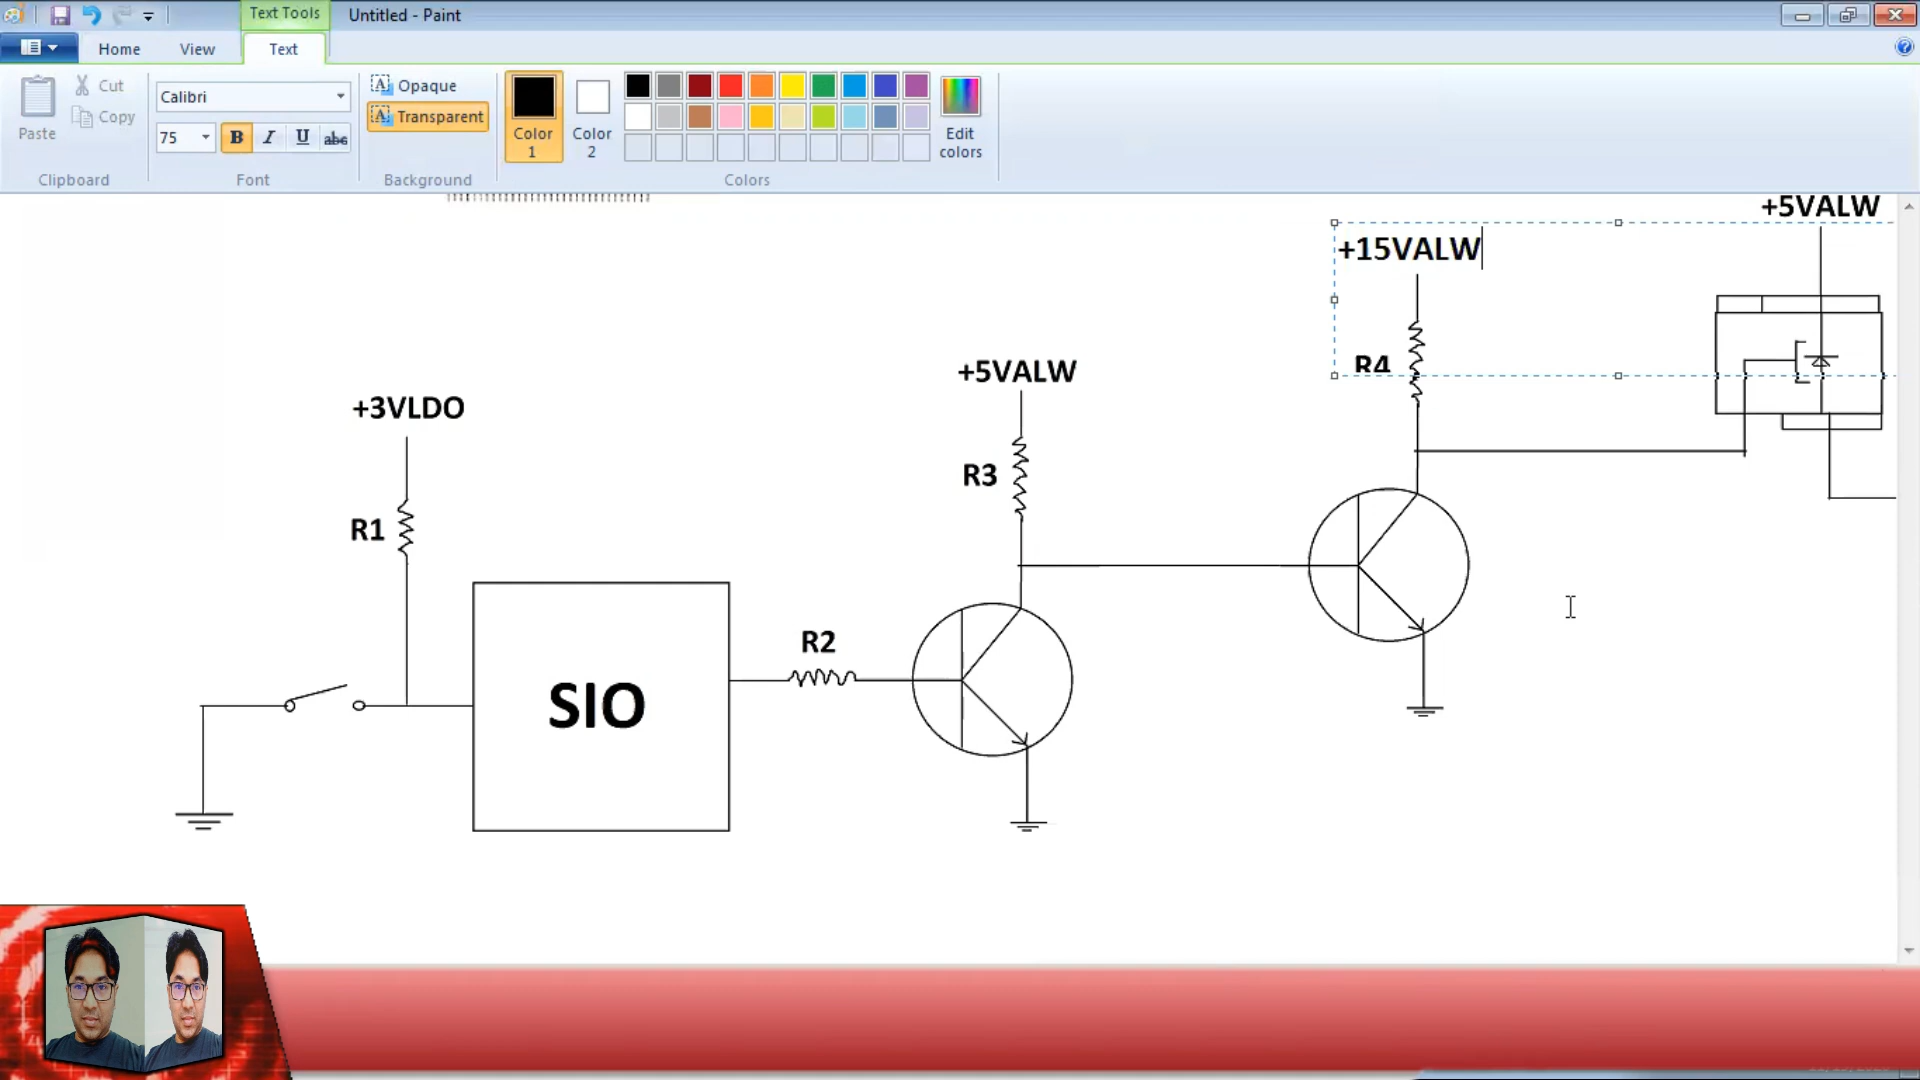 Text Tools
Untitled - Paint
Home
View
Text
Paste
Cut
Copy
Calibri
75
B
I
U
abc
Opaque
Transparent
Color
1
Color
2
Edit
colors
Clipboard
Font
Background
Colors
+5VALW
+15VALW
R4
+5VALW
+3VLDO
R3
R1
R2
SIO